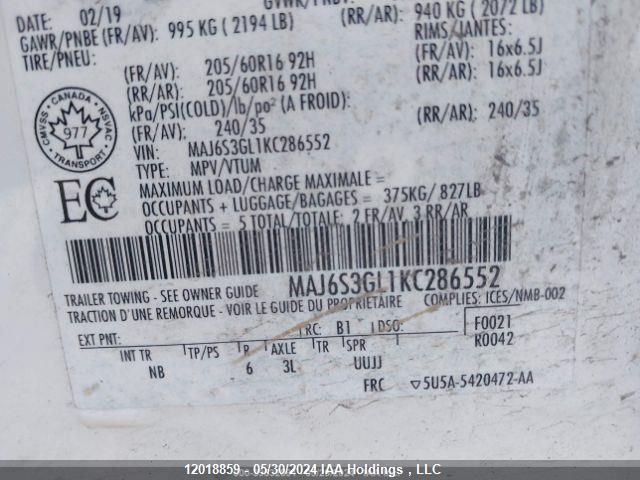 DATE: 02/19
GAWR/PNBE (FR/AV): 995 KG ( 2194 LB)
(RR/AR): 940 KG ( 2072 LB)
TIRE/PNEU:
RIMS/JANTES:
(FR/AV): 205/60R16 92H
(FR/AV): 16x6.5J
(RR/AR): 205/60R16 92H
(RR/AR): 16x6.5J
kPa/PSI(COLD)/lb/po² (A FROID):
(FR/AV): 240/35
(RR/AR): 240/35
CANADA
CMVSS
NSVAC
977
TRANSPORT
VIN: MAJ6S3GL1KC286552
TYPE: MPV/VTUM
EC
MAXIMUM LOAD/CHARGE MAXIMALE =
OCCUPANTS + LUGGAGE/BAGAGES = 375KG/ 827LB
OCCUPANTS = 5 TOTAL/TOTALE: 2 FR/AV, 3 RR/AR
MAJ6S3GL1KC286552
TRAILER TOWING - SEE OWNER GUIDE
COMPLIES: ICES/NMB-002
TRACTION D'UNE REMORQUE - VOIR LE GUIDE DU PROPRIETAIRE
EXT PNT: RC: B1 DSO:
F0021
R0042
INT TR TP/PS R AXLE TR SPR
NB 6 3L UUJJ
FRC 5U5A-5420472-AA
12018859 - 05/30/2024 IAA Holdings , LLC